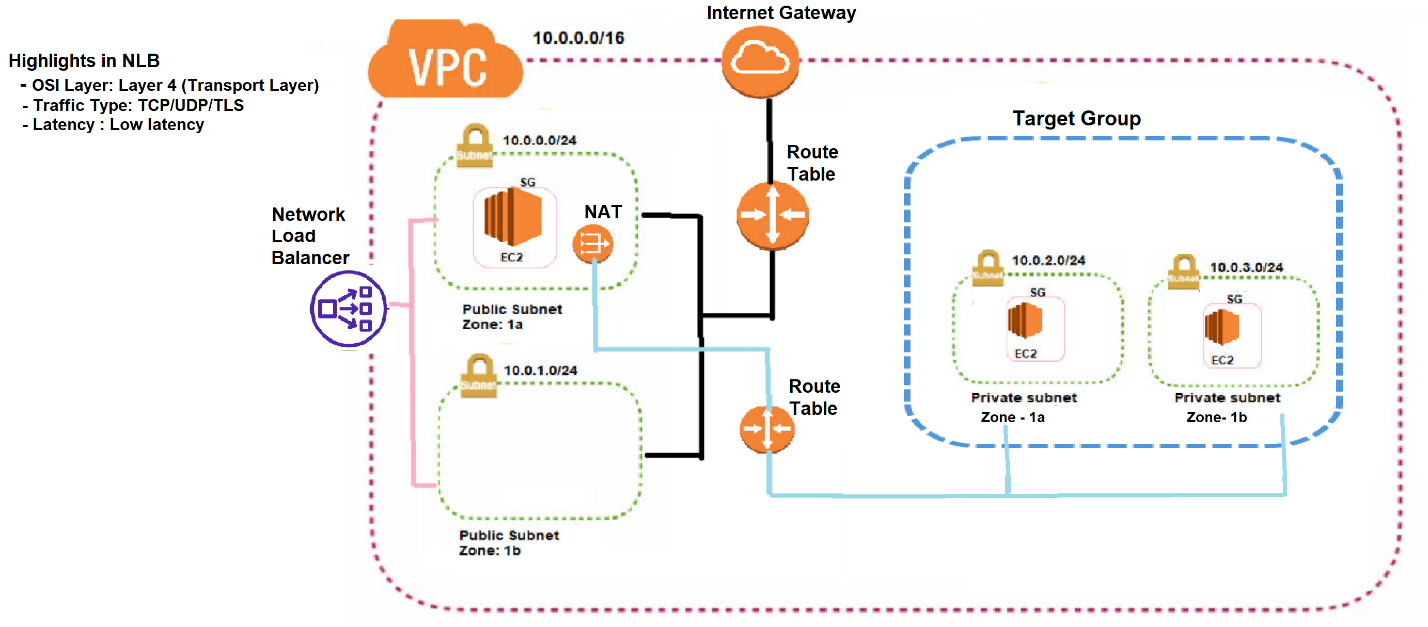 Internet Gateway
VPC
10.0.0.0/16
Highlights in NLB
- OSI Layer: Layer 4 (Transport Layer)
- Traffic Type: TCP/UDP/TLS
- Latency : Low latency
Target Group
Subnet
10.0.0.0/24
Route
Table
SG
EC2
NAT
Network
Load
Balancer
Public Subnet
Zone: 1a
Subnet
10.0.2.0/24
SG
EC2
Private subnet
Zone - 1a
Subnet
10.0.3.0/24
SG
EC2
Private subnet
Zone- 1b
Subnet
10.0.1.0/24
Route
Table
Public Subnet
Zone: 1b